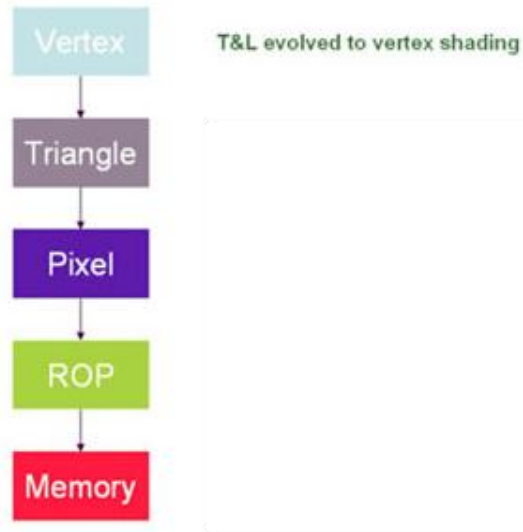 Vertex
T&L evolved to vertex shading
Triangle
Pixel
ROP
Memory